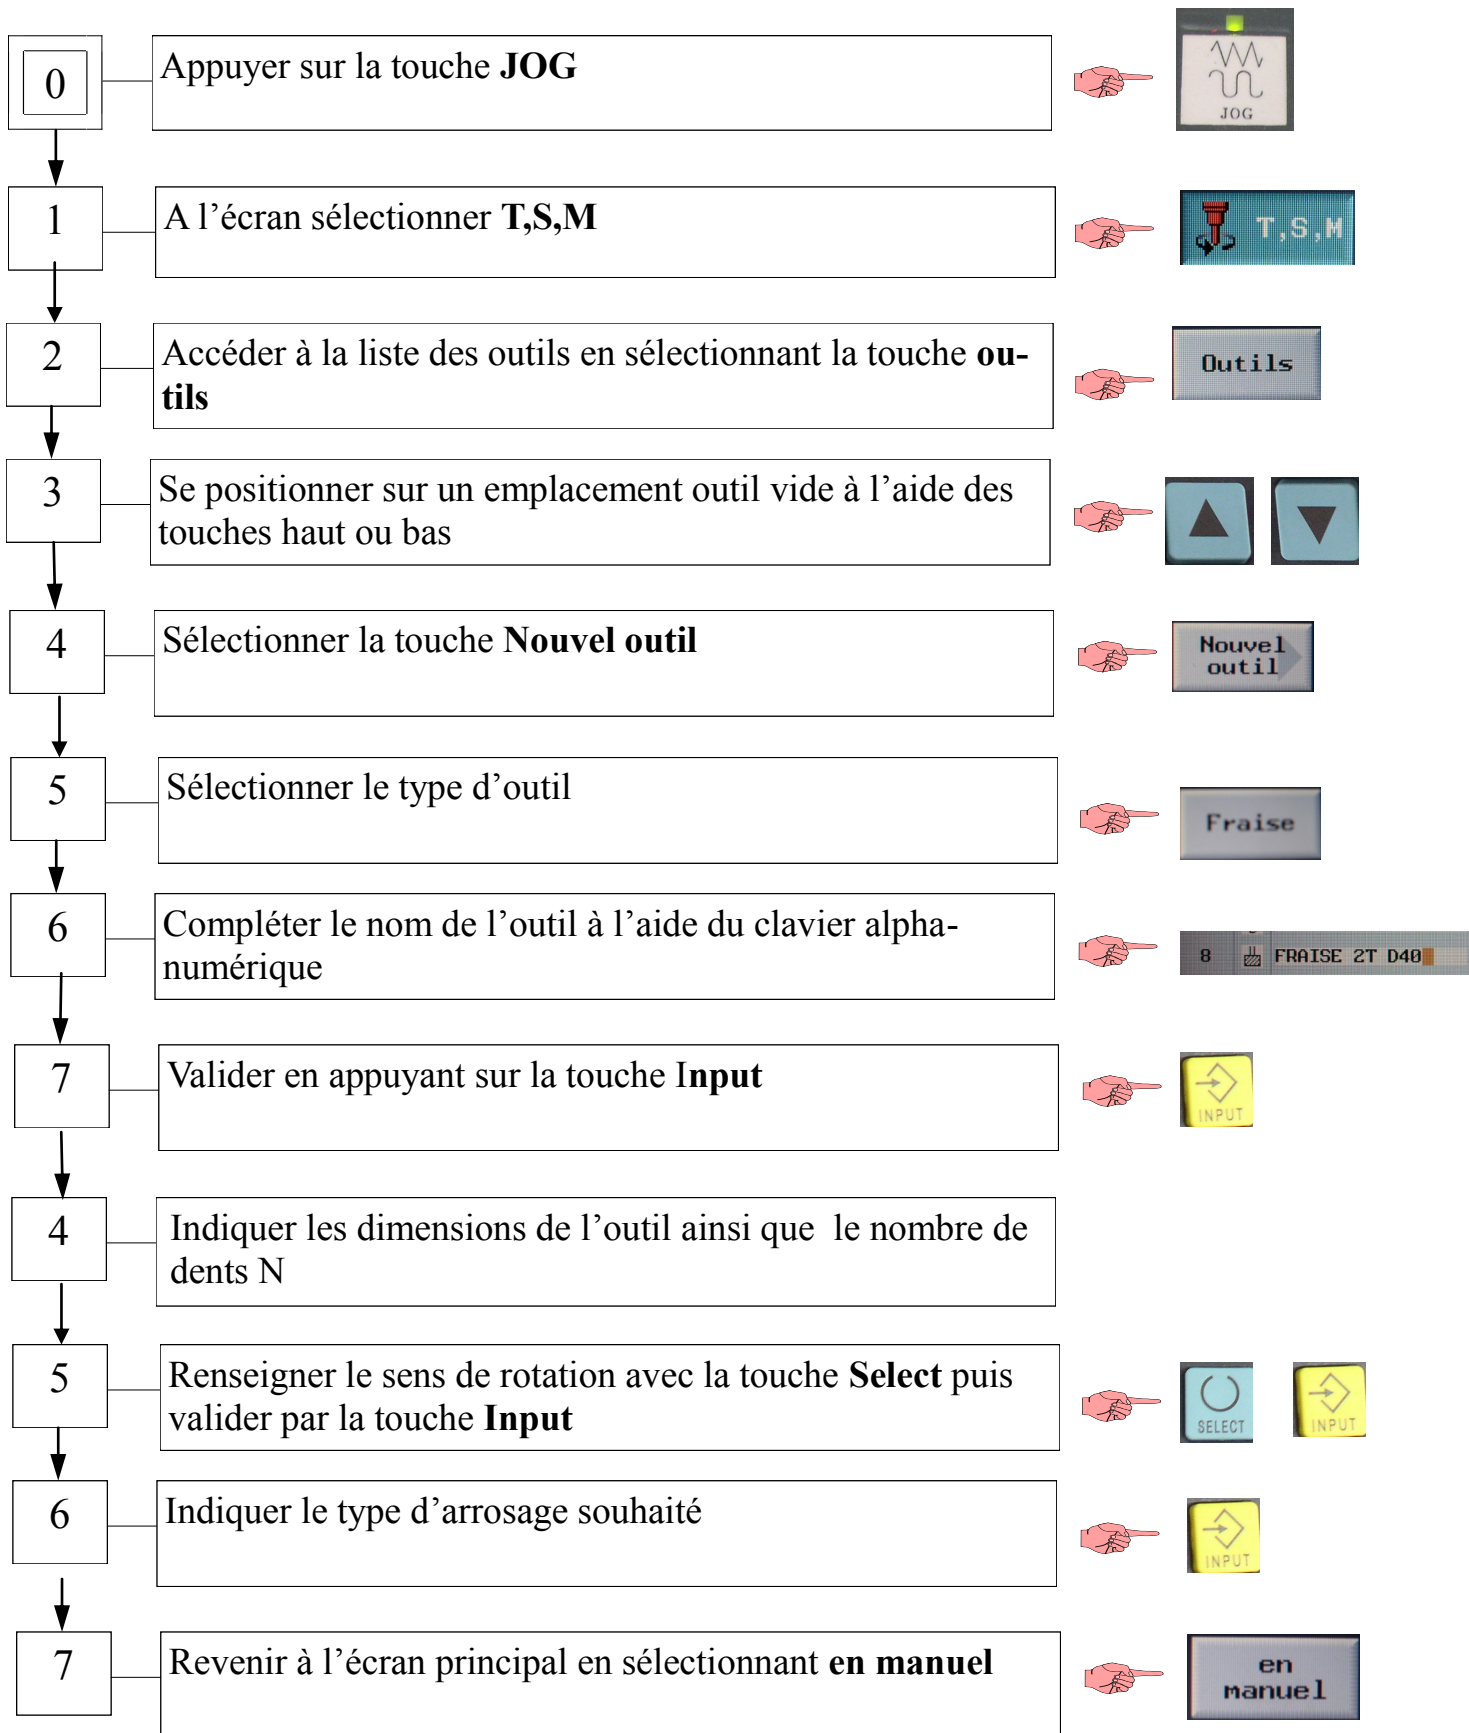 0
Appuyer sur la touche JOG
JOG
1
A l’écran sélectionner T,S,M
T,S,M
2
Accéder à la liste des outils en sélectionnant la touche ou-
tils
Outils
3
Se positionner sur un emplacement outil vide à l’aide des
touches haut ou bas
4
Sélectionner la touche Nouvel outil
Nouvel
outil
5
Sélectionner le type d’outil
Fraise
6
Compléter le nom de l’outil à l’aide du clavier alpha-
numérique
8 FRAISE 2T D40
7
Valider en appuyant sur la touche Input
INPUT
4
Indiquer les dimensions de l’outil ainsi que  le nombre de
dents N
5
Renseigner le sens de rotation avec la touche Select puis
valider par la touche Input
SELECT
INPUT
6
Indiquer le type d’arrosage souhaité
INPUT
7
Revenir à l’écran principal en sélectionnant en manuel
en
manuel